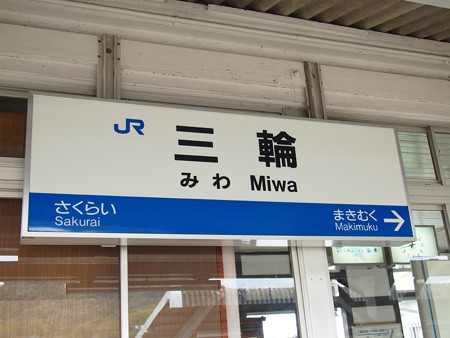 JR 三輪
みわ Miwa
さくらい まきむく →
Sakurai Makimuku